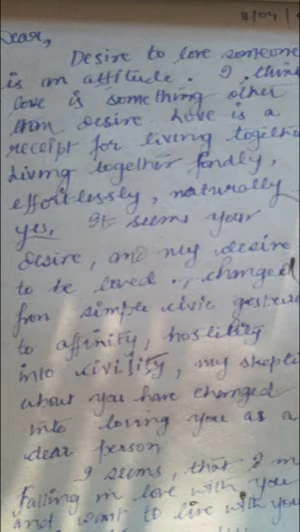 11/04/
Dear,
Desire to love someone
is an attitude. I think
love is something other
than desire Love is a
receipt for living together
Living together fondly,
effortlessly, naturally
yes. It seems your
desire, and my desire
to be loved ., changed
from simple civic gesture
to affinity, hostility
into civility, my skepti
about you have changed
into loving you as a
dear person
I seems, that I m
falling in love with you
and want to live with you